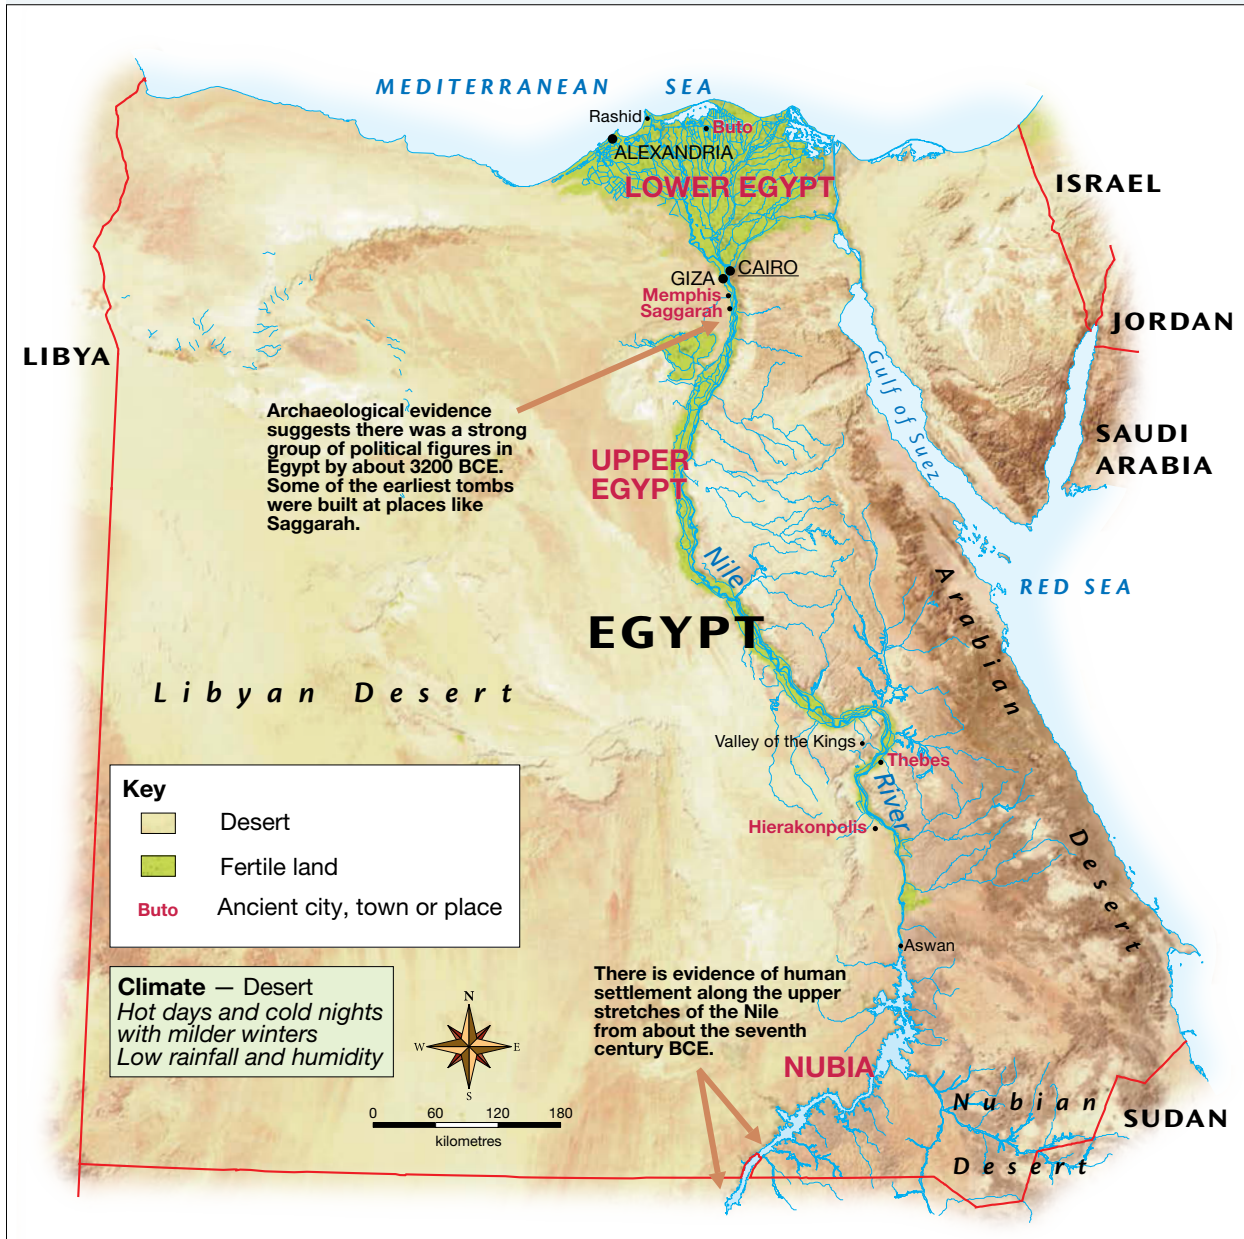 MEDITERRANEAN SEA
Rashid
Buto
ALEXANDRIA
LOWER EGYPT
ISRAEL
CAIRO
GIZA
Memphis
Saggarah
JORDAN
LIBYA
Gulf of Suez
Archaeological evidence
suggests there was a strong
group of political figures in
Egypt by about 3200 BCE.
Some of the earliest tombs
were built at places like
Saggarah.
SAUDI
ARABIA
UPPER
EGYPT
Nile
RED SEA
Arabian
EGYPT
Libyan Desert
Valley of the Kings
Thebes
River
Hierakonpolis
Desert
Key
Desert
Fertile land
Buto Ancient city, town or place
Aswan
Climate — Desert
Hot days and cold nights
with milder winters
Low rainfall and humidity
N
W E
S
There is evidence of human
settlement along the upper
stretches of the Nile
from about the seventh
century BCE.
NUBIA
Nubian
Desert
SUDAN
0 60 120 180
kilometres